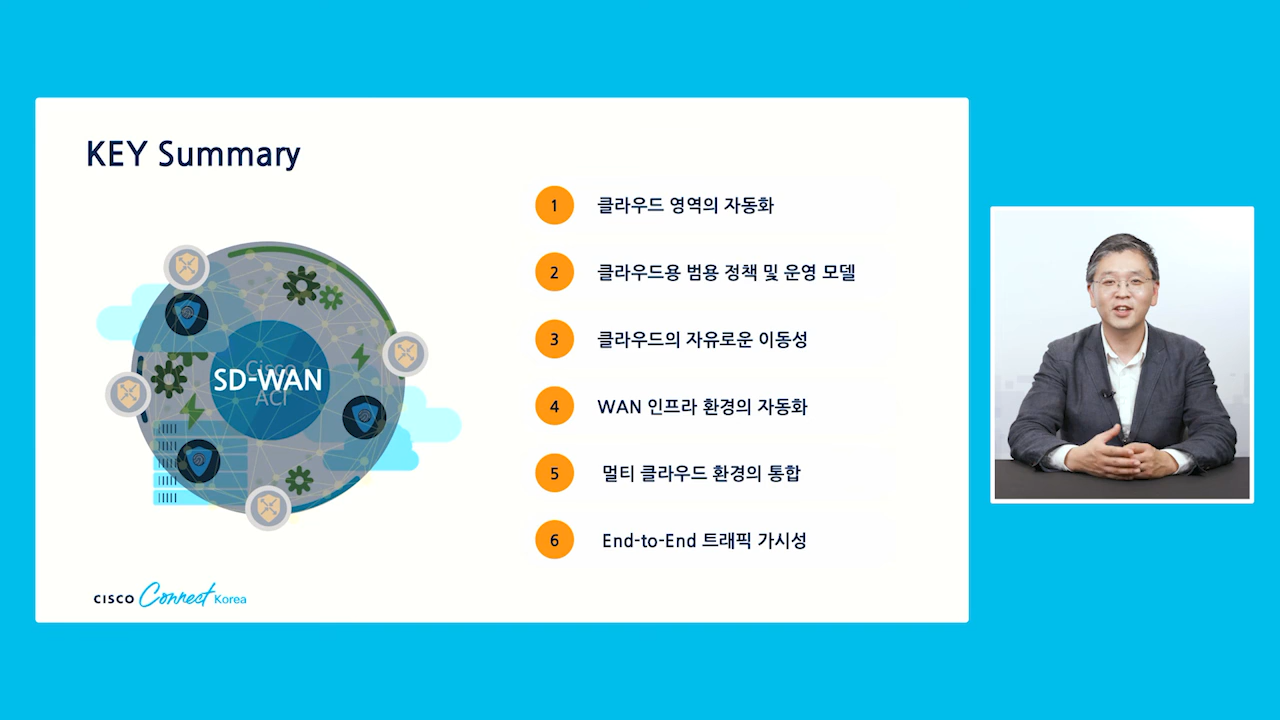 KEY Summary
1 클라우드 영역의 자동화
2 클라우드용 범용 정책 및 운영 모델
3 클라우드의 자유로운 이동성
4 WAN 인프라 환경의 자동화
5 멀티 클라우드 환경의 통합
6 End-to-End 트래픽 가시성
Cisco
SD-WAN
ACI
CISCO Connect Korea